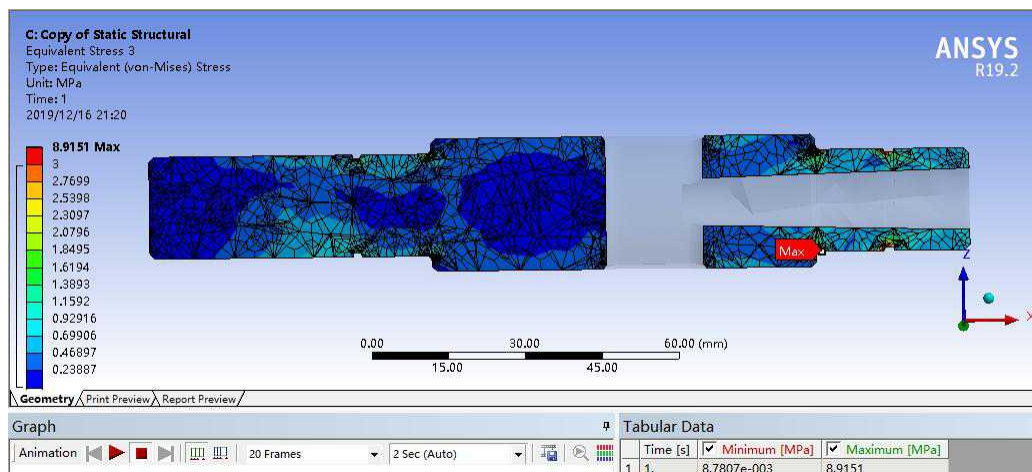 C: Copy of Static Structural
Equivalent Stress 3
Type: Equivalent (von-Mises) Stress
Unit: MPa
Time: 1
2019/12/16 21:20
ANSYS
R19.2
8.9151 Max
3
2.7699
2.5398
2.3097
2.0796
1.8495
1.6194
1.3893
1.1592
0.92916
0.69906
0.46897
0.23887
Max
Z
X
0.00 30.00 60.00 (mm)
15.00 45.00
Geometry Print Preview Report Preview
Graph
Tabular Data
Animation 20 Frames 2 Sec (Auto)
Time [s] Minimum [MPa] Maximum [MPa]
1 1. 8.7807e-003 8.9151